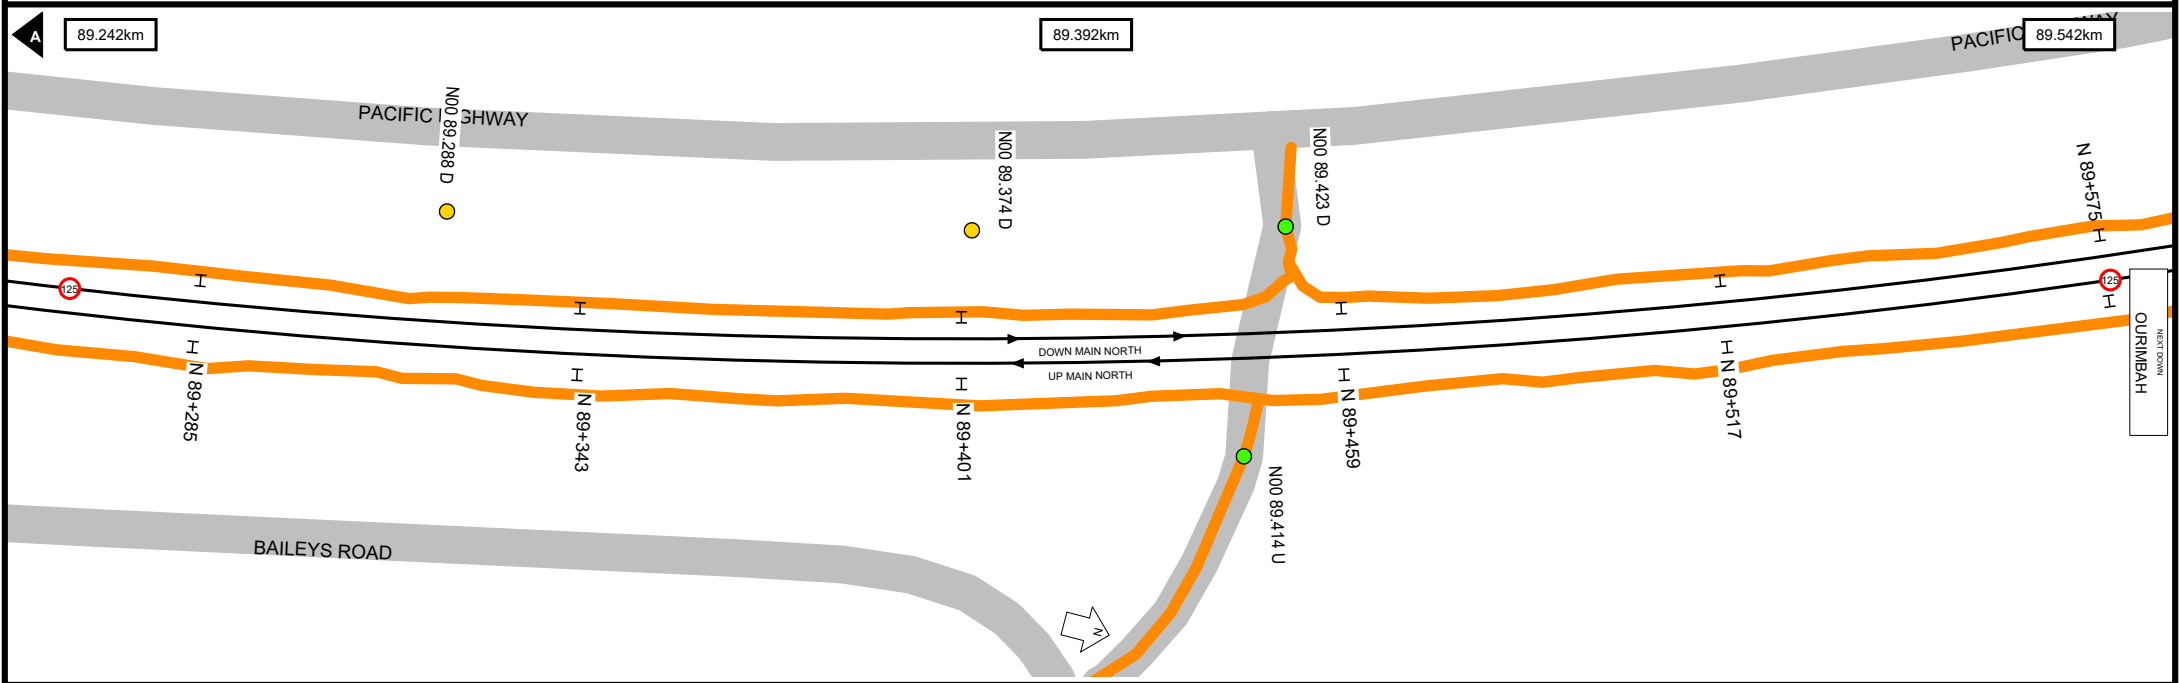 A
89.242km
89.392km
89.542km
PACIFIC
PACIFIC HIGHWAY
N00 89.288 D
N00 89.374 D
N00 89.423 D
N 89+575
H
H
H
H
H
H
125
125
H
DOWN MAIN NORTH
UP MAIN NORTH
NEXT DOWN
OURIMBAH
H N 89+285
H N 89+343
H N 89+401
H N 89+459
H N 89+517
N00 89.414 U
BAILEYS ROAD
N